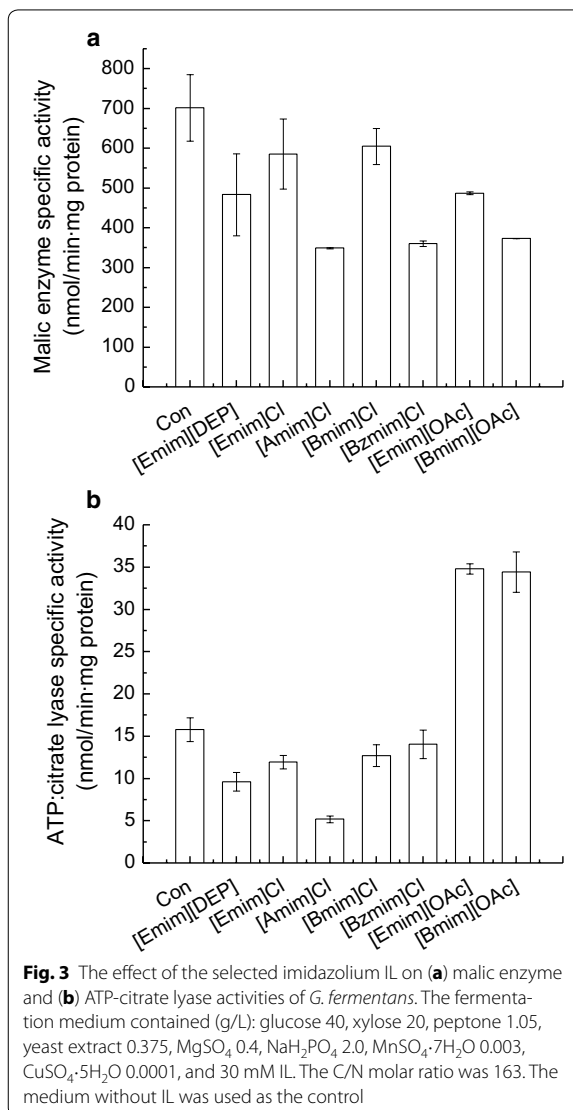 a
Malic enzyme specific activity
(nmol/min·mg protein)
800
700
600
500
400
300
200
100
0
Con
[Emim][DEP]
[Emim]Cl
[Amim]Cl
[Bmim]Cl
[Bzmim]Cl
[Emim][OAc]
[Bmim][OAc]
b
ATP:citrate lyase specific activity
(nmol/min·mg protein)
40
35
30
25
20
15
10
5
0
Con
[Emim][DEP]
[Emim]Cl
[Amim]Cl
[Bmim]Cl
[Bzmim]Cl
[Emim][OAc]
[Bmim][OAc]
Fig. 3 The effect of the selected imidazolium IL on (a) malic enzyme
and (b) ATP-citrate lyase activities of G. fermentans. The fermenta-
tion medium contained (g/L): glucose 40, xylose 20, peptone 1.05,
yeast extract 0.375, MgSO₄ 0.4, NaH₂PO₄ 2.0, MnSO₄·7H₂O 0.003,
CuSO₄·5H₂O 0.0001, and 30 mM IL. The C/N molar ratio was 163. The
medium without IL was used as the control